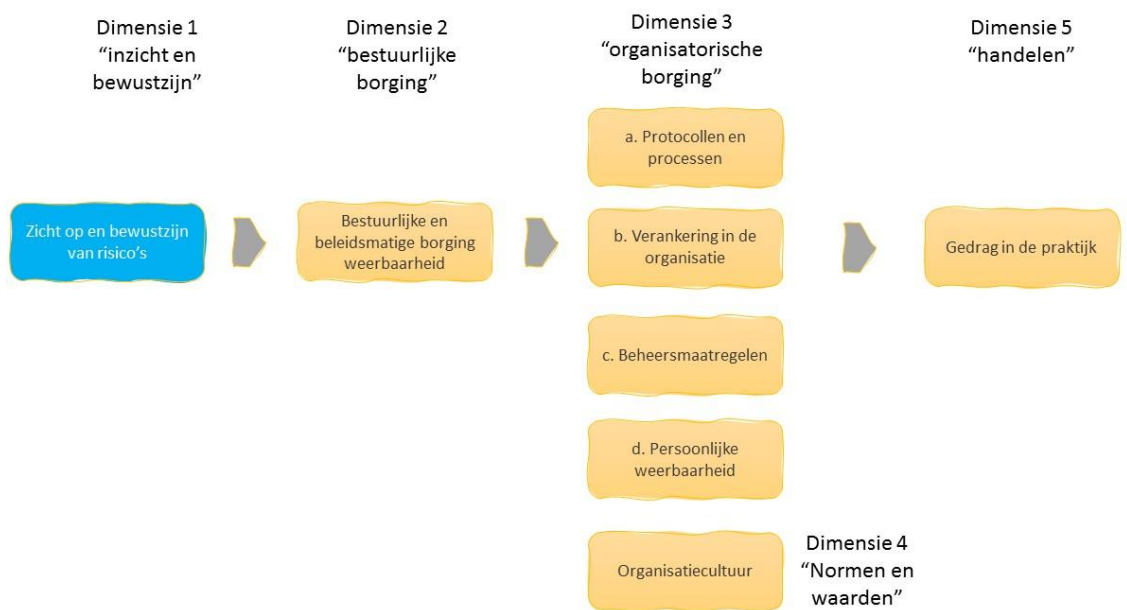 Dimensie 1
“inzicht en
bewustzijn”
Dimensie 2
“bestuurlijke
borging”
Dimensie 3
“organisatorische
borging”
Dimensie 5
“handelen”
Zicht op en bewustzijn
van risico’s
Bestuurlijke en
beleidsmatige borging
weerbaarheid
a. Protocollen en
processen
b. Verankering in de
organisatie
c. Beheersmaatregelen
d. Persoonlijke
weerbaarheid
Organisatiecultuur
Dimensie 4
“Normen en
waarden”
Gedrag in de praktijk